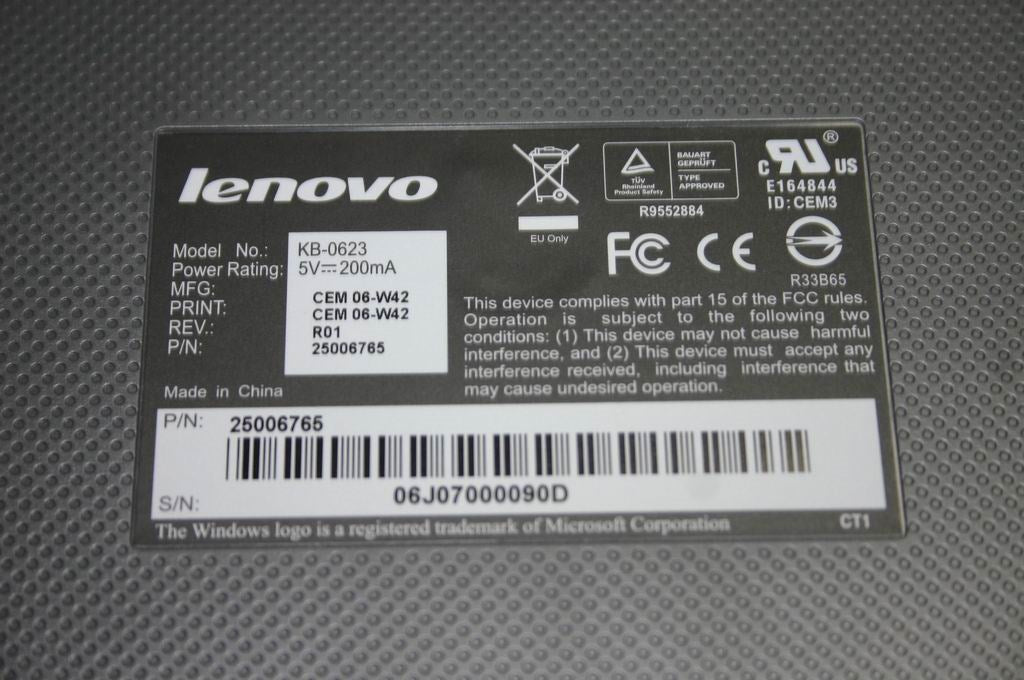 lenovo
EU Only
TÜV
Rheinland
Product Safety
BAUART
GEPRÜFT
TYPE
APPROVED
R9552884
c RU US ®
E164844
ID:CEM3
FC CE
R33B65
Model No.: KB-0623
Power Rating: 5V⎓200mA
MFG: CEM 06-W42
PRINT: CEM 06-W42
REV.: R01
P/N: 25006765
This device complies with part 15 of the FCC rules.
Operation is subject to the following two
conditions: (1) This device may not cause harmful
interference, and (2) This device must accept any
interference received, including interference that
may cause undesired operation.
Made in China
P/N: 25006765
S/N: 06J07000090D
The Windows logo is a registered trademark of Microsoft Corporation CT1